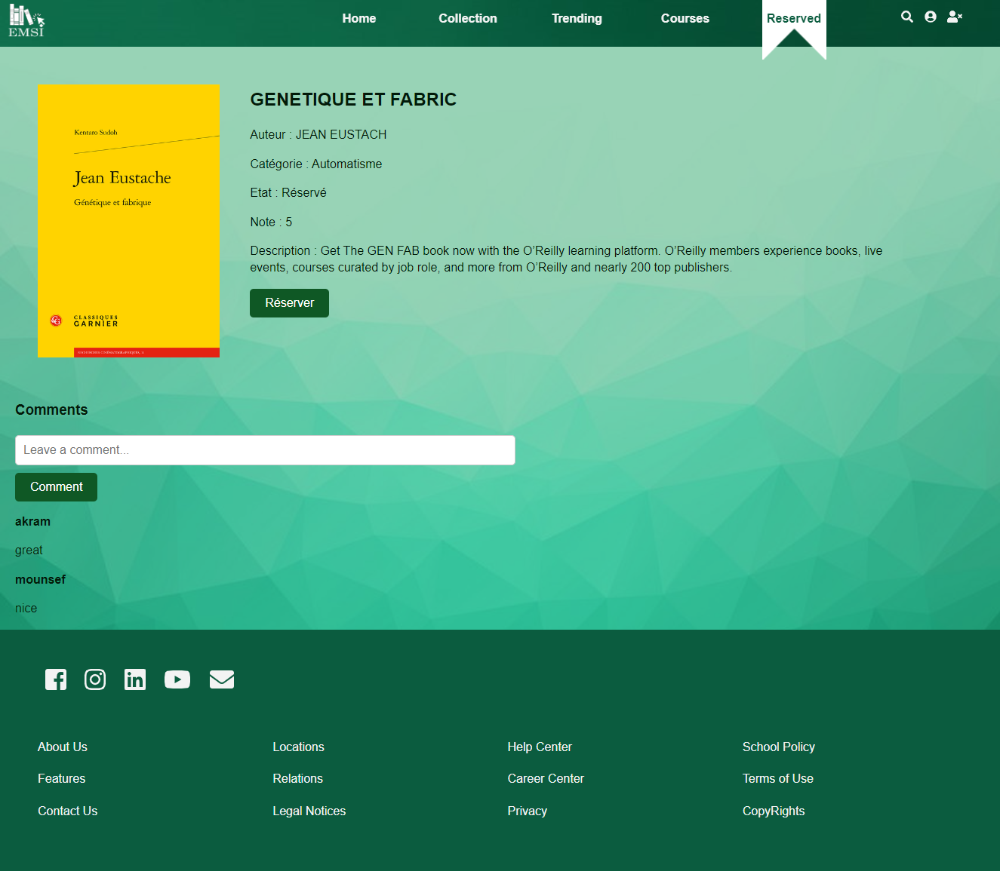 EMSI
Home
Collection
Trending
Courses
Reserved
Kentaro Sudoh
Jean Eustache
Génétique et fabrique
CLASSIQUES
GARNIER
GENETIQUE ET FABRIC
Auteur : JEAN EUSTACH
Catégorie : Automatisme
Etat : Réservé
Note : 5
Description : Get The GEN FAB book now with the O’Reilly learning platform. O’Reilly members experience books, live
events, courses curated by job role, and more from O’Reilly and nearly 200 top publishers.
Réserver
Comments
Leave a comment...
Comment
akram
great
mounsef
nice
About Us
Locations
Help Center
School Policy
Features
Relations
Career Center
Terms of Use
Contact Us
Legal Notices
Privacy
CopyRights